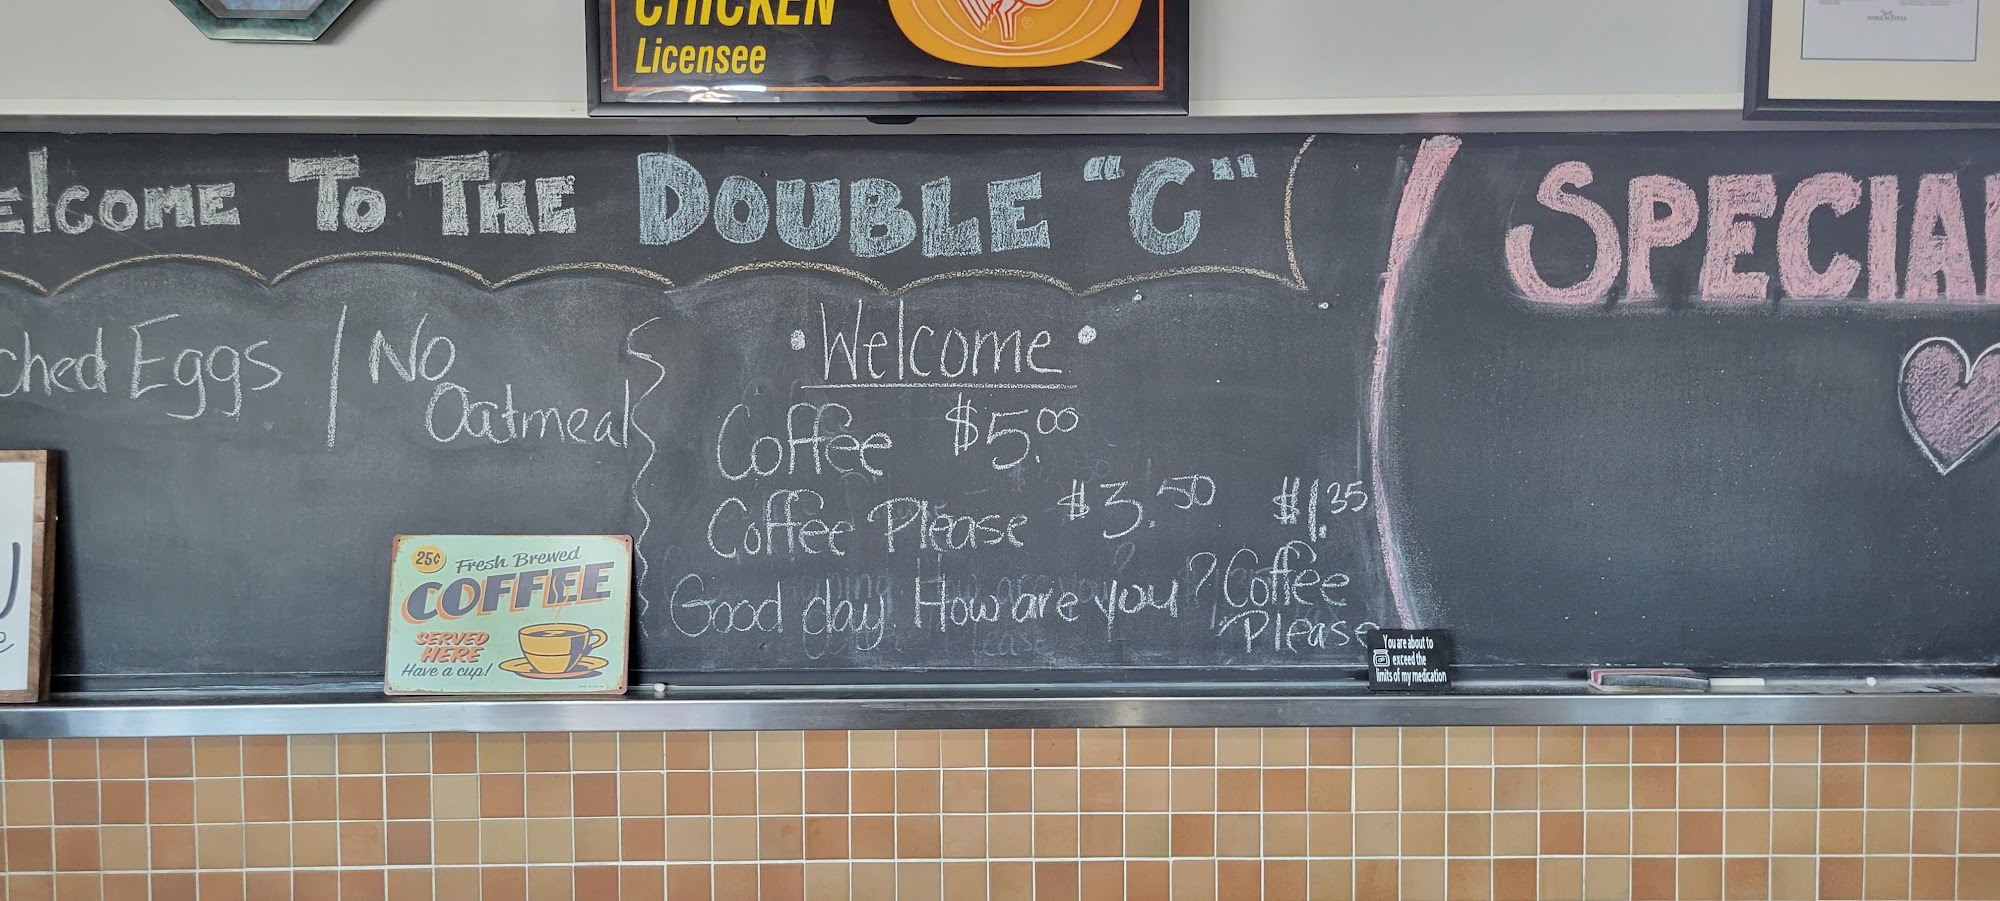 CHICKEN
Licensee
elcome To The Double "C"
Special
ched Eggs / No
Oatmeal
• Welcome •
Coffee $5.00
Coffee Please $3.50
Good day. How are you? Coffee
Please
$1.35
25¢ Fresh Brewed
COFFEE
SERVED
HERE
Have a cup!
You are about to
exceed the
limits of my medication